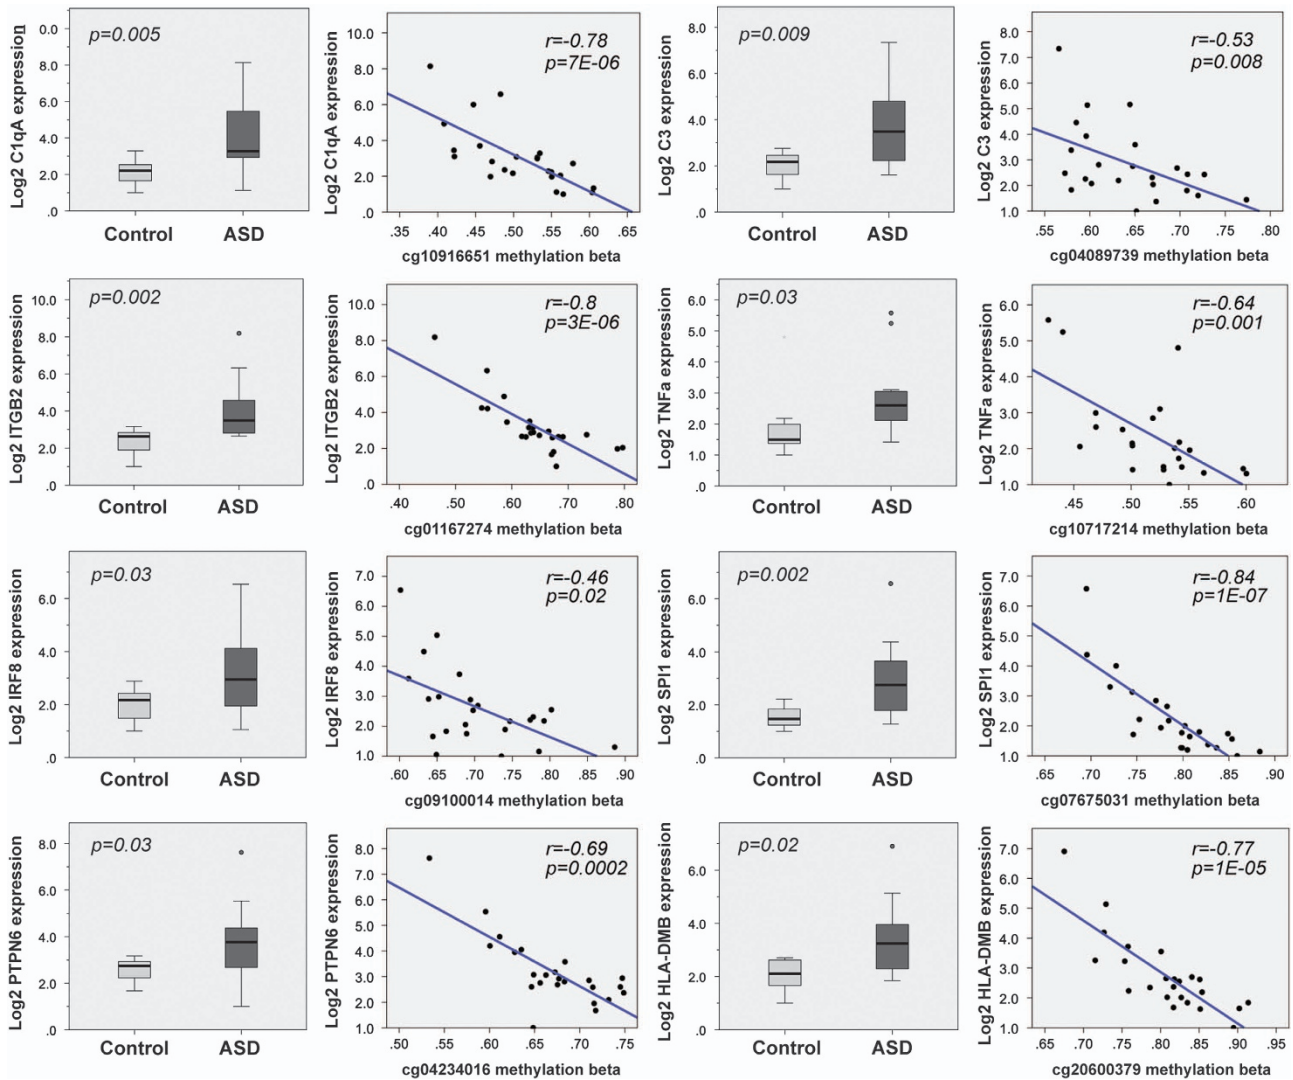 Log2 C1qA expression
0.0
8.0
6.0
4.0
2.0
.0
p=0.005
Control ASD
Log2 C1qA expression
10.0
8.0
6.0
4.0
2.0
.0
r=-0.78
p=7E-06
.35 .40 .45 .50 .55 .60 .65
cg10916651 methylation beta
Log2 C3 expression
8.0
6.0
4.0
2.0
.0
p=0.009
Control ASD
Log2 C3 expression
8.0
7.0
6.0
5.0
4.0
3.0
2.0
1.0
r=-0.53
p=0.008
.55 .60 .65 .70 .75 .80
cg04089739 methylation beta
Log2 ITGB2 expression
10.0
8.0
6.0
4.0
2.0
.0
p=0.002
Control ASD
Log2 ITGB2 expression
10.0
8.0
6.0
4.0
2.0
.0
r=-0.8
p=3E-06
.40 .50 .60 .70 .80
cg01167274 methylation beta
Log2 TNFa expression
6.0
5.0
4.0
3.0
2.0
1.0
.0
p=0.03
Control ASD
Log2 TNFa expression
6.0
5.0
4.0
3.0
2.0
1.0
r=-0.64
p=0.001
.45 .50 .55 .60
cg10717214 methylation beta
Log2 IRF8 expression
6.0
4.0
2.0
.0
p=0.03
Control ASD
Log2 IRF8 expression
7.0
6.0
5.0
4.0
3.0
2.0
1.0
r=-0.46
p=0.02
.60 .65 .70 .75 .80 .85 .90
cg09100014 methylation beta
Log2 SPI1 expression
6.0
4.0
2.0
.0
p=0.002
Control ASD
Log2 SPI1 expression
7.0
6.0
5.0
4.0
3.0
2.0
1.0
r=-0.84
p=1E-07
.65 .70 .75 .80 .85 .90
cg07675031 methylation beta
Log2 PTPN6 expression
8.0
6.0
4.0
2.0
.0
p=0.03
Control ASD
Log2 PTPN6 expression
8.0
7.0
6.0
5.0
4.0
3.0
2.0
1.0
r=-0.69
p=0.0002
.50 .55 .60 .65 .70 .75
cg04234016 methylation beta
Log2 HLA-DMB expression
6.0
4.0
2.0
.0
p=0.02
Control ASD
Log2 HLA-DMB expression
7.0
6.0
5.0
4.0
3.0
2.0
1.0
r=-0.77
p=1E-05
.65 .70 .75 .80 .85 .90 .95
cg20600379 methylation beta